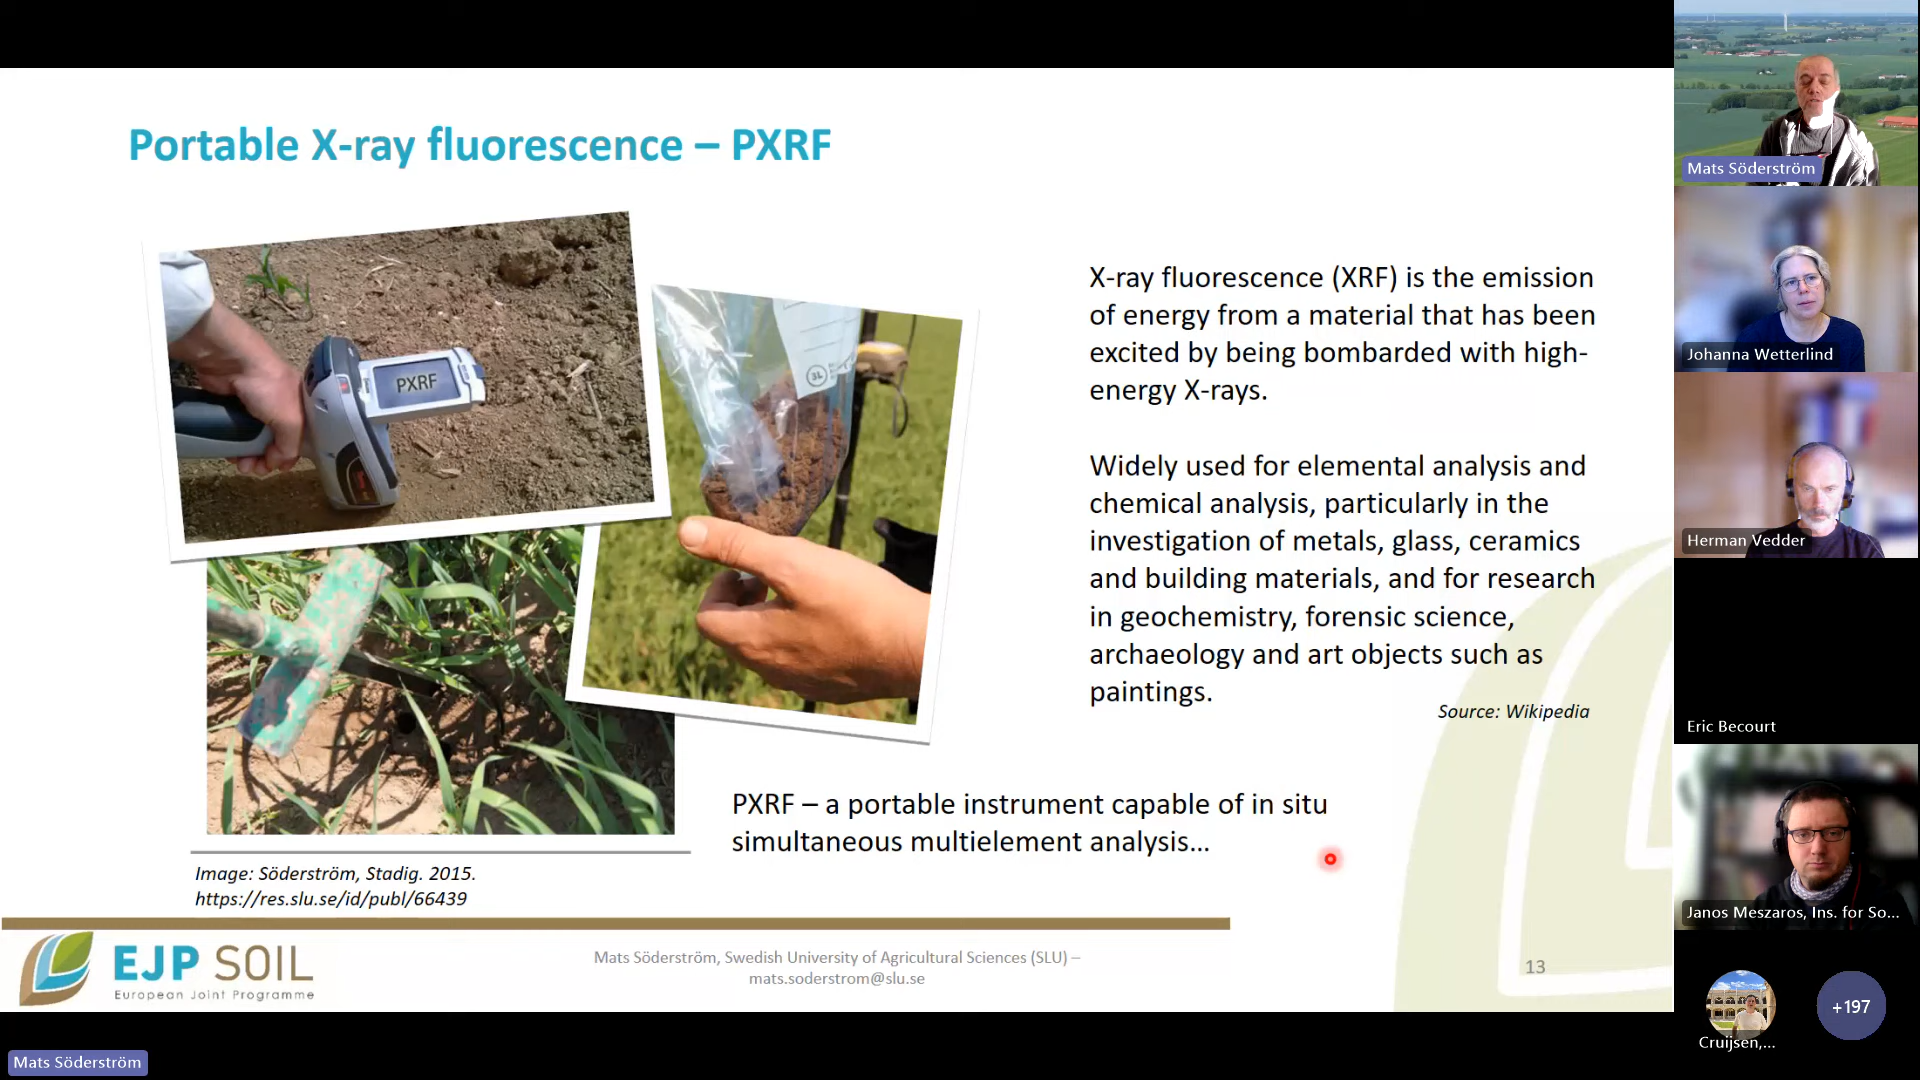 Portable X-ray fluorescence – PXRF
PXRF
3L
X-ray fluorescence (XRF) is the emission
of energy from a material that has been
excited by being bombarded with high-
energy X-rays.
Widely used for elemental analysis and
chemical analysis, particularly in the
investigation of metals, glass, ceramics
and building materials, and for research
in geochemistry, forensic science,
archaeology and art objects such as
paintings.
Source: Wikipedia
PXRF – a portable instrument capable of in situ
simultaneous multielement analysis...
Image: Söderström, Stadig. 2015.
https://res.slu.se/id/publ/66439
EJP SOIL
European Joint Programme
Mats Söderström, Swedish University of Agricultural Sciences (SLU) –
mats.soderstrom@slu.se
13
Mats Söderström
Mats Söderström
Johanna Wetterlind
Herman Vedder
Eric Becourt
Janos Meszaros, Ins. for So...
Cruijsen,...
+197